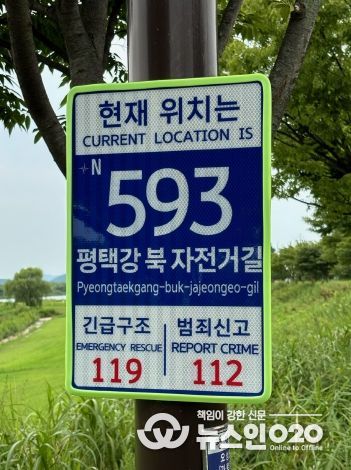 현재 위치는
CURRENT LOCATION IS
N
593
평택강 북 자전거길
Pyeongtaekgang-buk-jajeongeo-gil
긴급구조
EMERGENCY RESCUE
119
범죄신고
REPORT CRIME
112
책임이 강한 신문
뉴스인020
Online to Offline